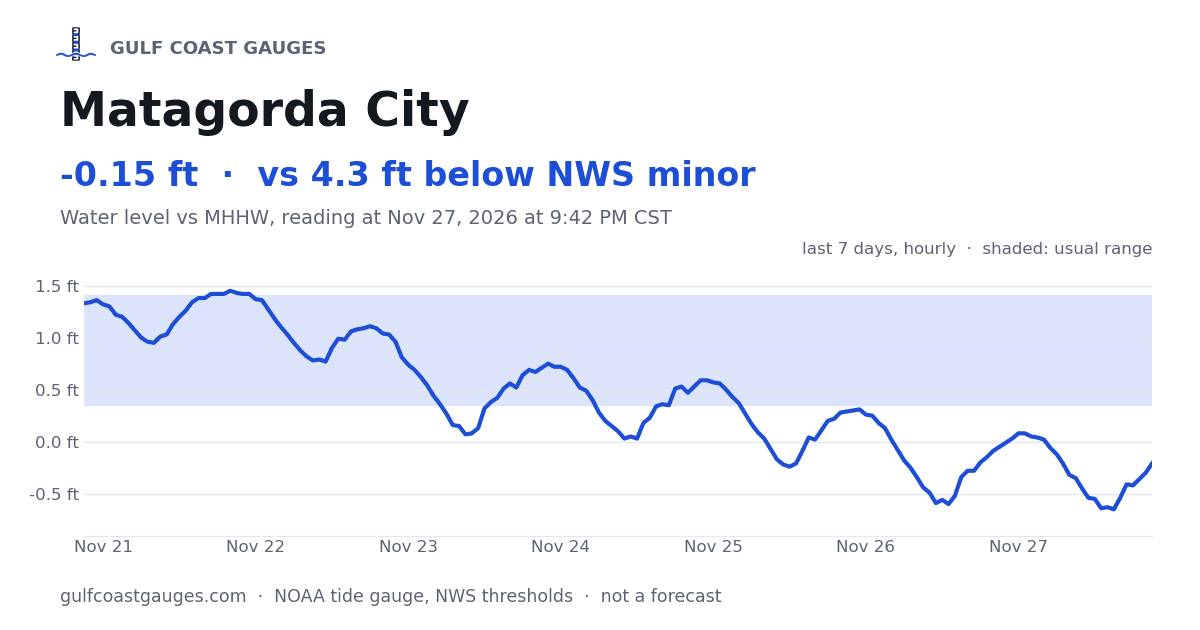 GULF COAST GAUGES
Matagorda City
-0.15 ft · vs 4.3 ft below NWS minor
Water level vs MHHW, reading at Nov 27, 2026 at 9:42 PM CST
last 7 days, hourly · shaded: usual range
1.5 ft
1.0 ft
0.5 ft
0.0 ft
-0.5 ft
Nov 21 Nov 22 Nov 23 Nov 24 Nov 25 Nov 26 Nov 27
gulfcoastgauges.com · NOAA tide gauge, NWS thresholds · not a forecast